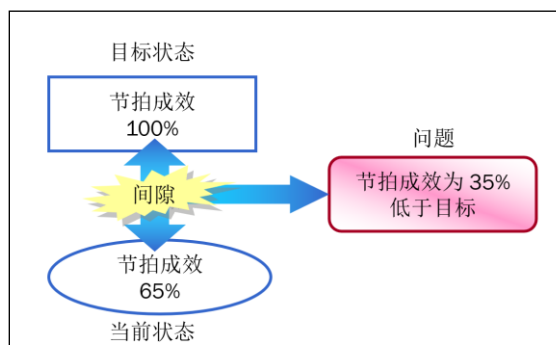 目标状态
节拍成效
100%
间隙
节拍成效
65%
当前状态
问题
节拍成效为 35%
低于目标